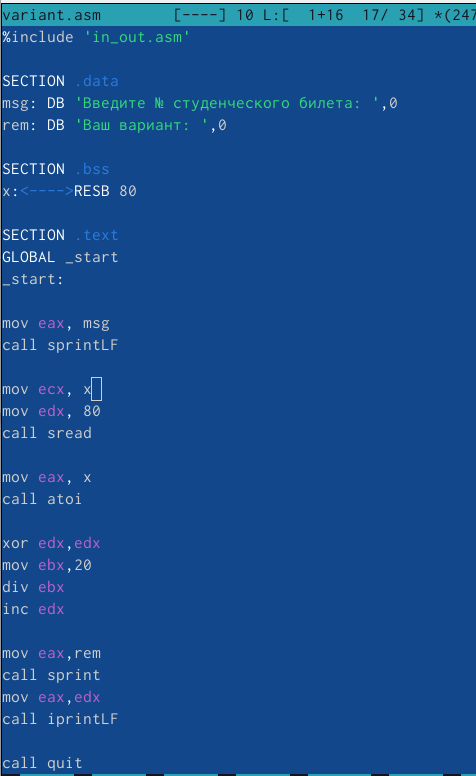 variant.asm [----] 10 L:[ 1+16 17/ 34] *(247
%include 'in_out.asm'
SECTION .data
msg: DB 'Введите № студенческого билета: ',0
rem: DB 'Ваш вариант: ',0
SECTION .bss
x:<---->RESB 80
SECTION .text
GLOBAL _start
_start:
mov eax, msg
call sprintLF
mov ecx, x
mov edx, 80
call sread
mov eax, x
call atoi
xor edx,edx
mov ebx,20
div ebx
inc edx
mov eax,rem
call sprint
mov eax,edx
call iprintLF
call quit